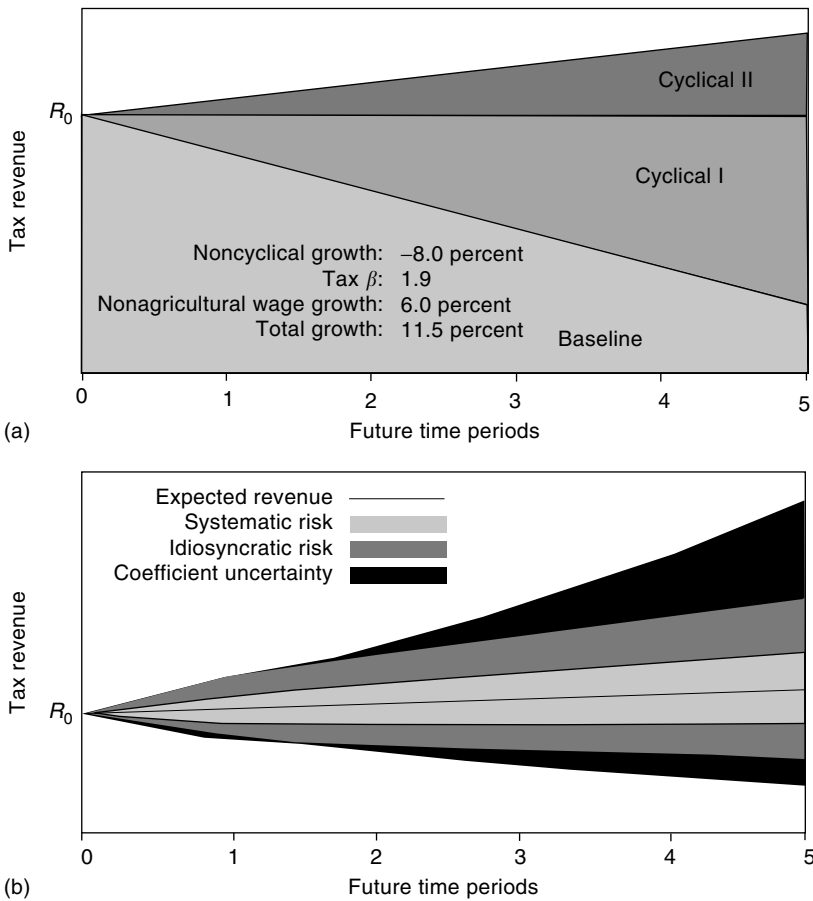 Tax revenue
R0
Cyclical II
Cyclical I
Noncyclical growth: –8.0 percent
Tax β: 1.9
Nonagricultural wage growth: 6.0 percent
Total growth: 11.5 percent
Baseline
0 1 2 3 4 5
(a)
Future time periods
Expected revenue
Systematic risk
Idiosyncratic risk
Coefficient uncertainty
Tax revenue
R0
0 1 2 3 4 5
(b)
Future time periods